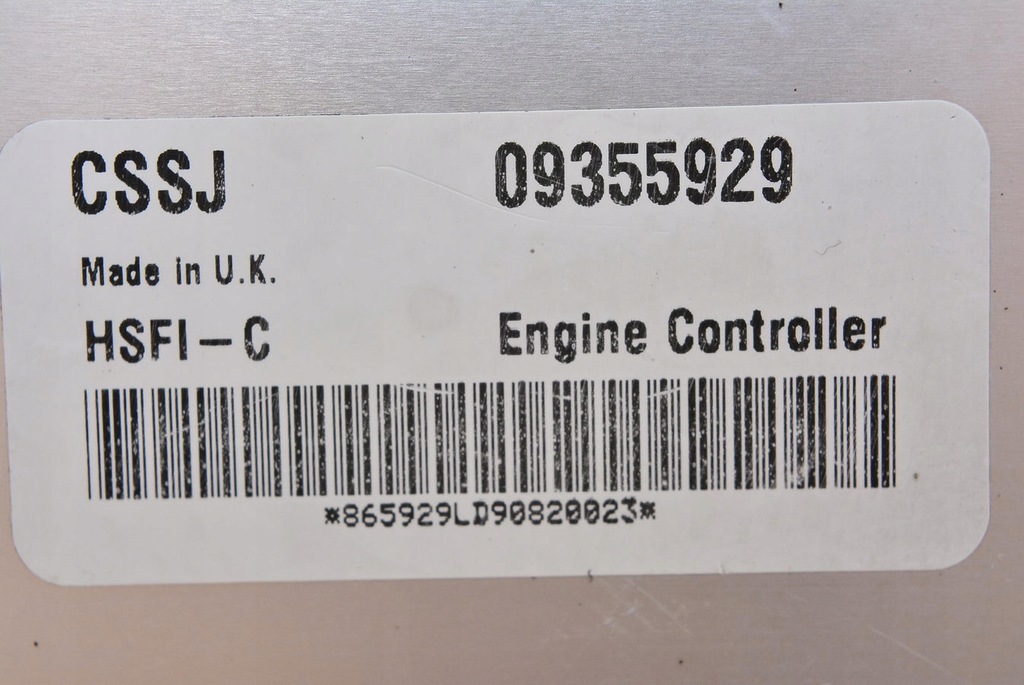 CSSJ 09355929
Made in U.K.
HSFI-C Engine Controller
*865929LD90820023*